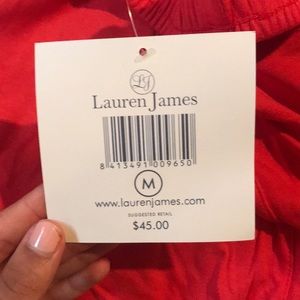 LJ
Lauren James
8 413491 009650
M
www.laurenjames.com
SUGGESTED RETAIL
$45.00